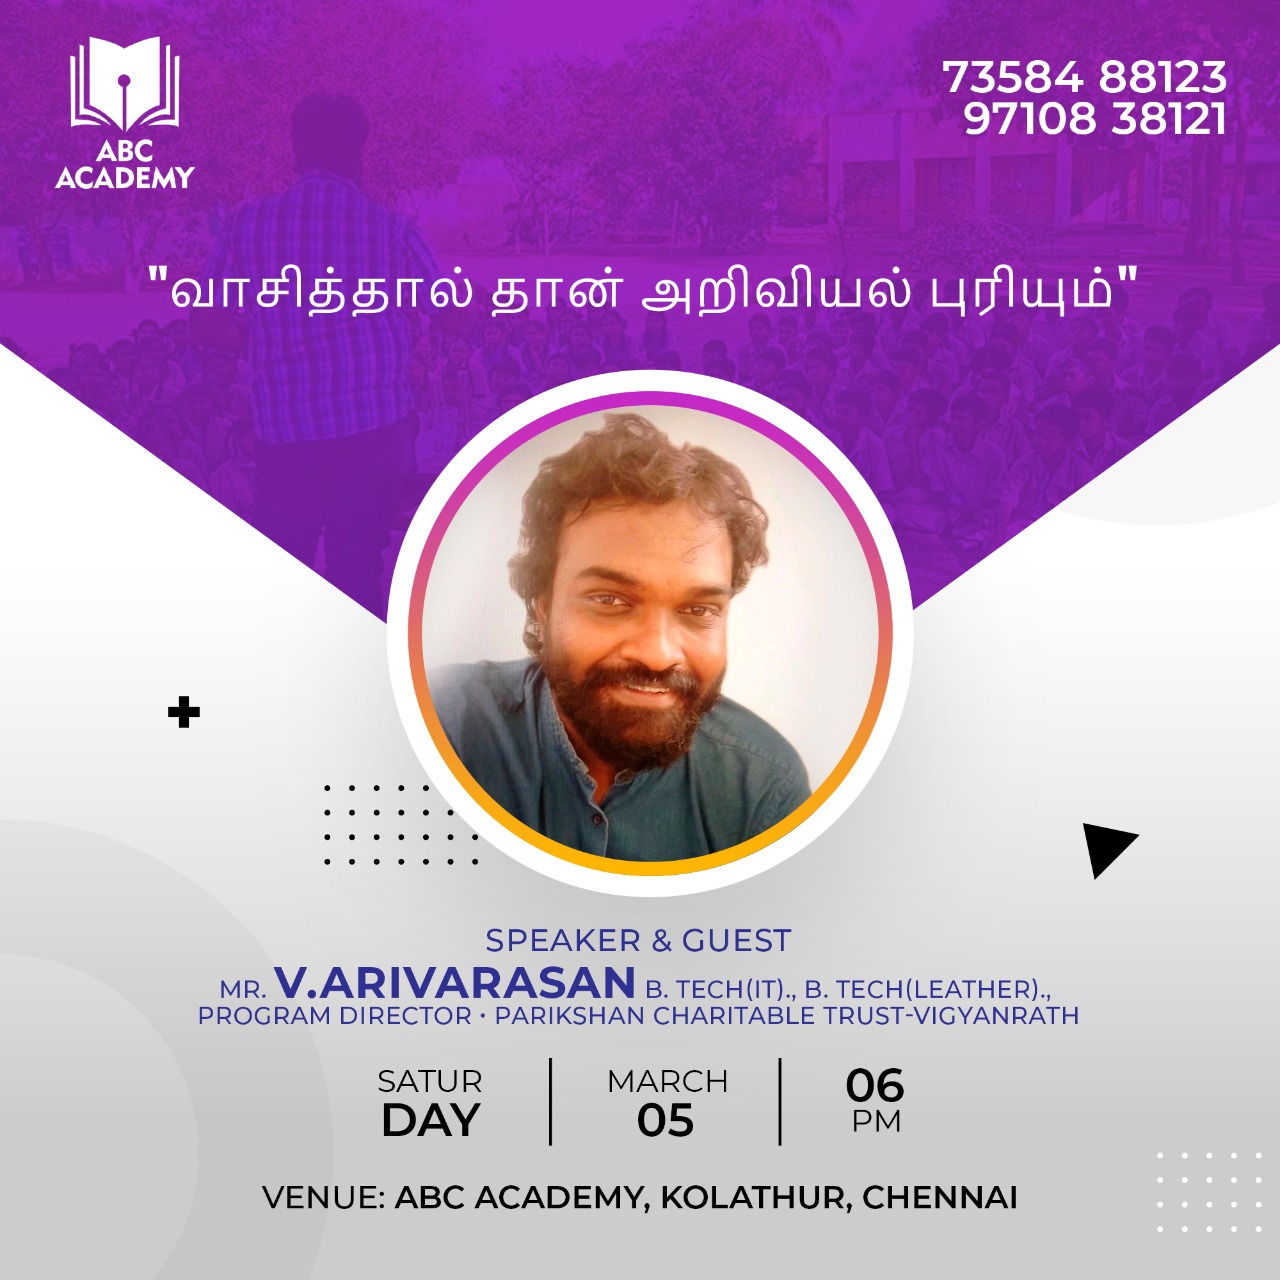 ABC
ACADEMY
73584 88123
97108 38121
"வாசித்தால் தான் அறிவியல் புரியும்"
SPEAKER & GUEST
MR. V.ARIVARASAN B. TECH(IT)., B. TECH(LEATHER).,
PROGRAM DIRECTOR • PARIKSHAN CHARITABLE TRUST-VIGYANRATH
SATUR
DAY
MARCH
05
06
PM
VENUE: ABC ACADEMY, KOLATHUR, CHENNAI